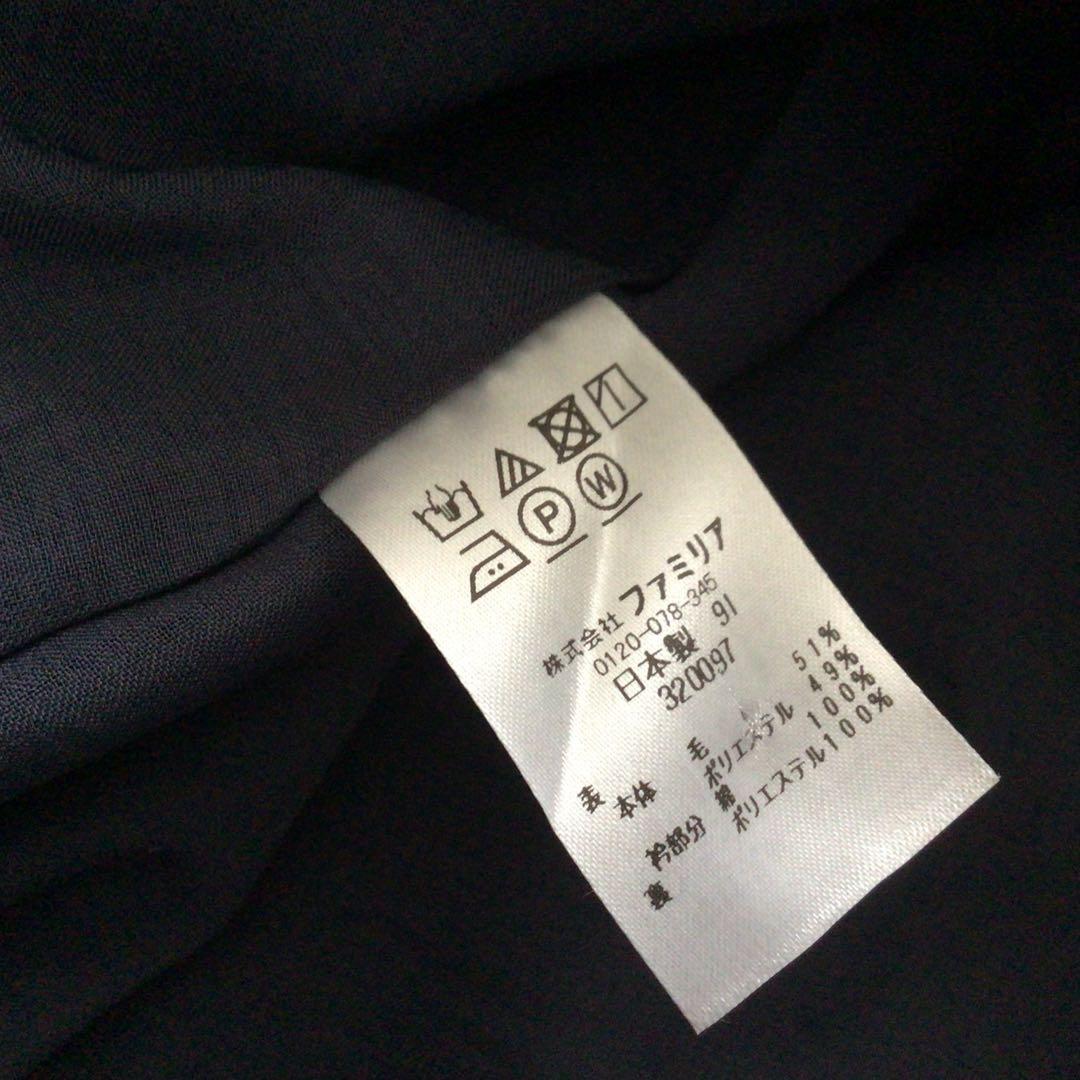 P W
株式会社 ファミリア
0120-078-345
日本製 91
320097
表 毛 51%
本体 ポリエステル 49%
衿部分 綿 100%
裏 ポリエステル100%